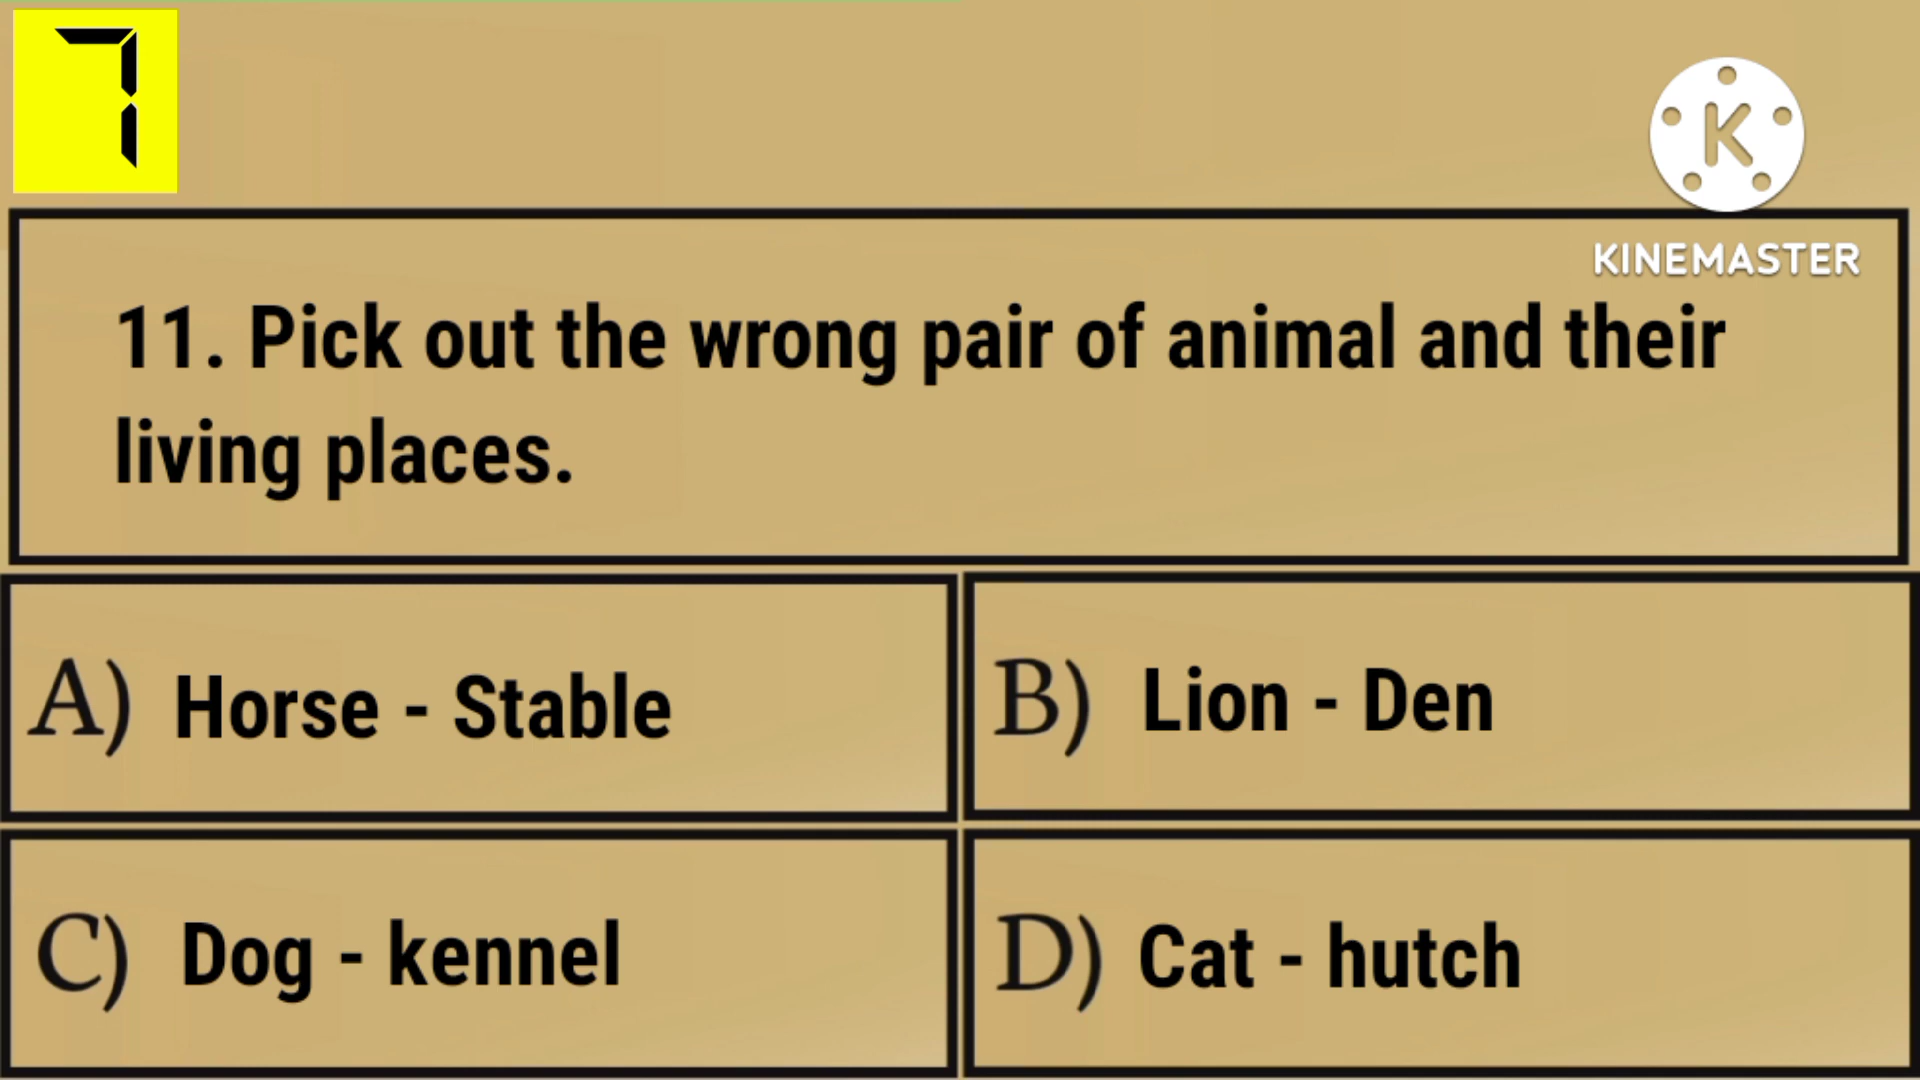 7
K
KINEMASTER
11. Pick out the wrong pair of animal and their
living places.
A) Horse - Stable
B) Lion - Den
C) Dog - kennel
D) Cat - hutch